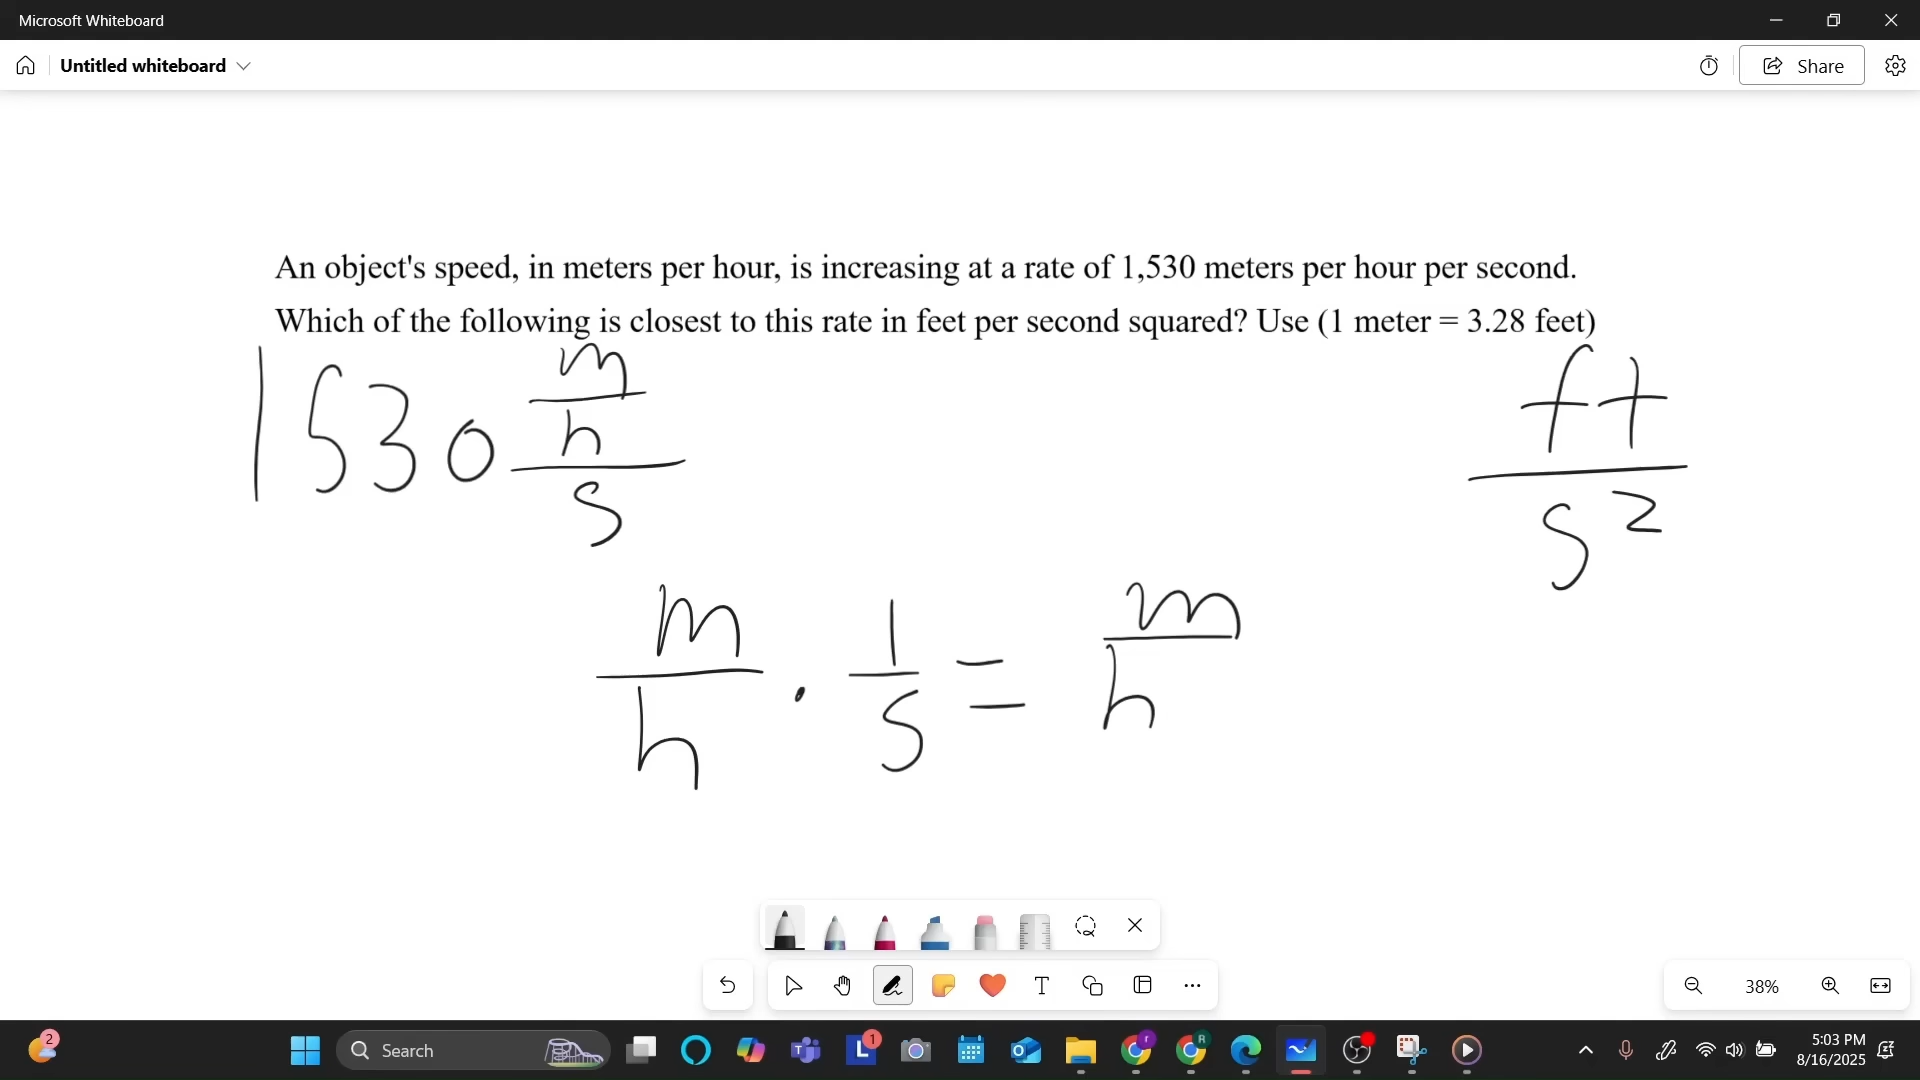 Microsoft Whiteboard
Untitled whiteboard
Share
An object's speed, in meters per hour, is increasing at a rate of 1,530 meters per hour per second.
Which of the following is closest to this rate in feet per second squared? Use (1 meter = 3.28 feet)
1530 m/h/s
ft/s²
m/h · 1/s = m/h
38%
2
Search
1
5:03 PM
8/16/2025